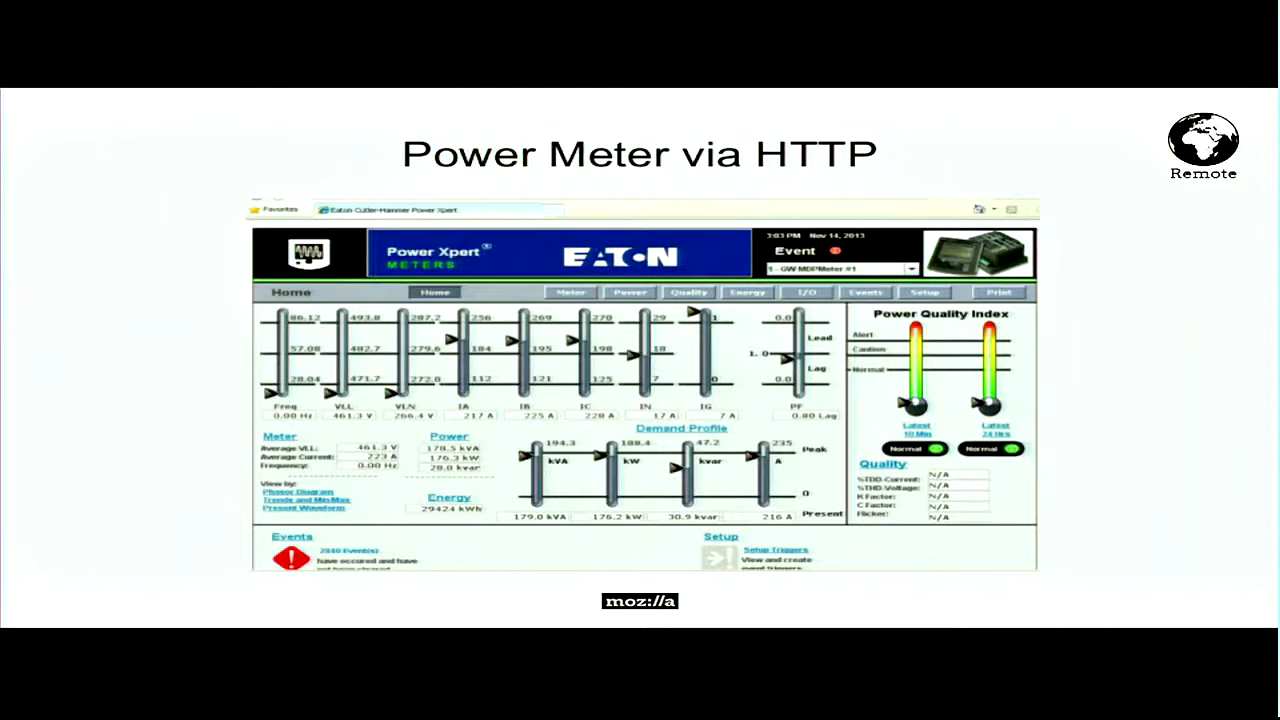 Power Meter via HTTP
Remote
Favorites
Eaton Cutler-Hammer Power Xpert
Power Xpert®
METERS
EATON
3:03 PM Nov 14, 2013
Event
1 - GW MDPMeter #1
Home
Home Meter Power Quality Energy I/O Events Setup Print
86.12 493.8 287.2 256 269 270 29 1 0.0
Lead
57.08 482.7 279.6 184 195 198 18 1.0
Lag
28.04 471.7 272.0 112 121 125 7 0 0.0
Freq VLL VLN IA IB IC IN IG PF
0.00 Hz 461.3 V 266.4 V 217 A 225 A 228 A 17 A 7 A 0.80 Lag
Power Quality Index
Alert
Caution
Normal
Latest Latest
10 Min 24 Hrs
Normal Normal
Meter
Average VLL: 461.3 V
Average Current: 223 A
Frequency: 0.00 Hz
View by:
Phasor Diagram
Trends and Min/Max
Present Waveform
Power
178.5 kVA
176.3 kW
28.0 kvar
Energy
29424 kWh
Demand Profile
194.3 188.4 47.2 235 Peak
kVA kW kvar A
0
179.0 kVA 176.2 kW 30.9 kvar 216 A Present
Quality
%TDD-Current: N/A
%THD-Voltage: N/A
K Factor: N/A
C Factor: N/A
Flicker: N/A
Events
2840 Event(s)
have occured and have
Setup
Setup Triggers
View and create
moz://a